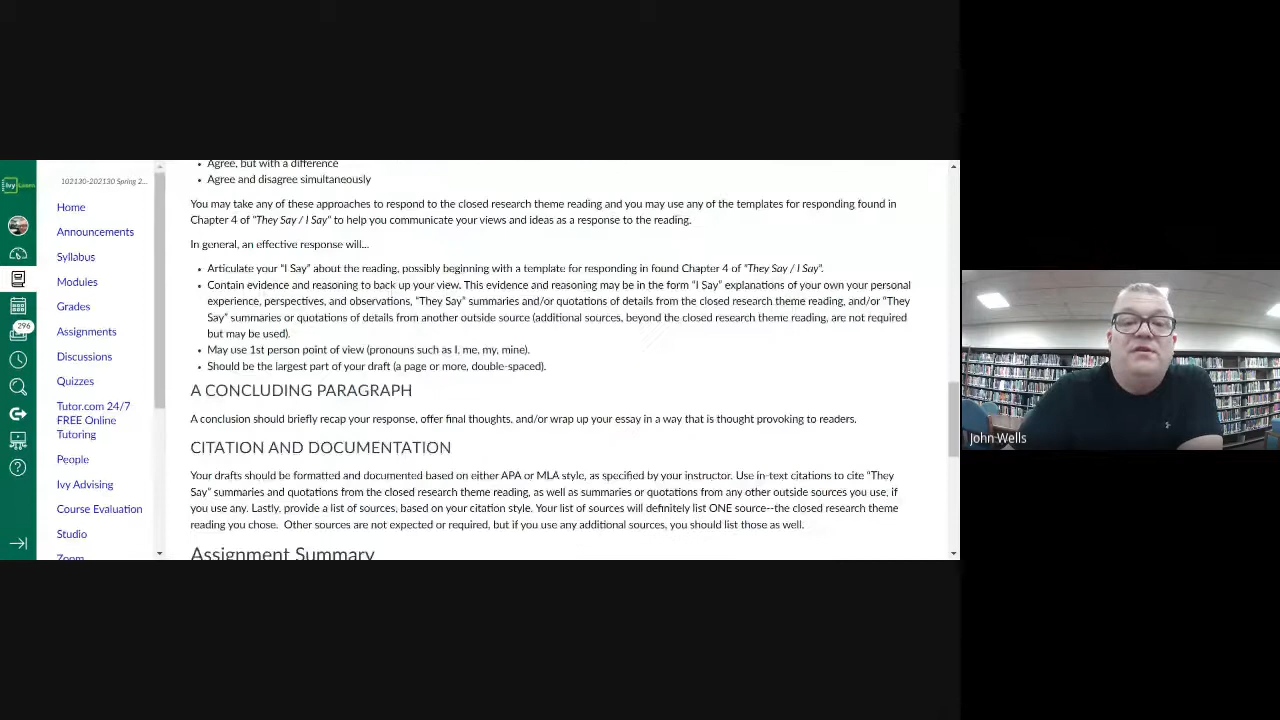 102130-202130 Spring 2...
Home
Announcements
Syllabus
Modules
Grades
Assignments
Discussions
Quizzes
Tutor.com 24/7
FREE Online
Tutoring
People
Ivy Advising
Course Evaluation
Studio
Zoom
296
Agree, but with a difference
Agree and disagree simultaneously
You may take any of these approaches to respond to the closed research theme reading and you may use any of the templates for responding found in
Chapter 4 of "They Say / I Say" to help you communicate your views and ideas as a response to the reading.
In general, an effective response will...
Articulate your "I Say" about the reading, possibly beginning with a template for responding in found Chapter 4 of "They Say / I Say".
Contain evidence and reasoning to back up your view. This evidence and reasoning may be in the form "I Say" explanations of your own your personal
experience, perspectives, and observations, "They Say" summaries and/or quotations of details from the closed research theme reading, and/or "They
Say" summaries or quotations of details from another outside source (additional sources, beyond the closed research theme reading, are not required
but may be used).
May use 1st person point of view (pronouns such as I, me, my, mine).
Should be the largest part of your draft (a page or more, double-spaced).
A CONCLUDING PARAGRAPH
A conclusion should briefly recap your response, offer final thoughts, and/or wrap up your essay in a way that is thought provoking to readers.
CITATION AND DOCUMENTATION
Your drafts should be formatted and documented based on either APA or MLA style, as specified by your instructor. Use in-text citations to cite "They
Say" summaries and quotations from the closed research theme reading, as well as summaries or quotations from any other outside sources you use, if
you use any. Lastly, provide a list of sources, based on your citation style. Your list of sources will definitely list ONE source--the closed research theme
reading you chose. Other sources are not expected or required, but if you use any additional sources, you should list those as well.
Assignment Summary
John Wells